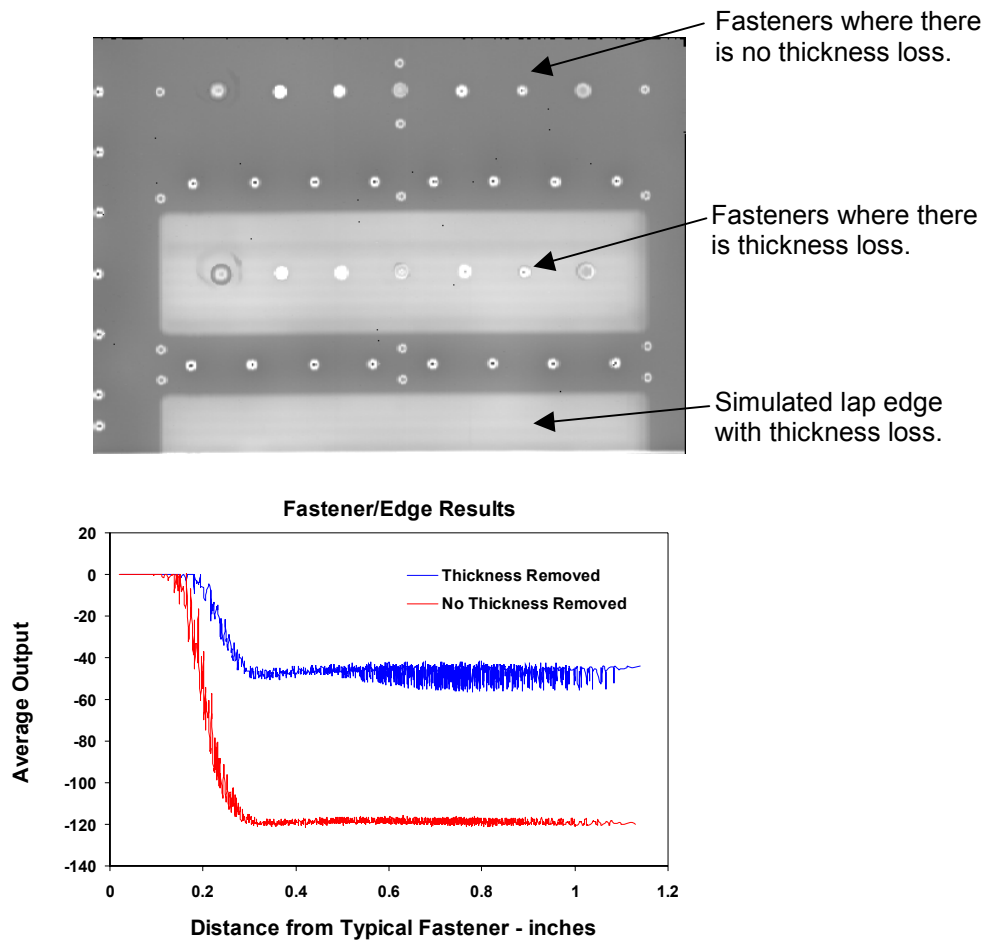 Fasteners where there
is no thickness loss.
Fasteners where there
is thickness loss.
Simulated lap edge
with thickness loss.
Fastener/Edge Results
20
0
-20
-40
-60
-80
-100
-120
-140
Average Output
Thickness Removed
No Thickness Removed
0
0.2
0.4
0.6
0.8
1
1.2
Distance from Typical Fastener - inches